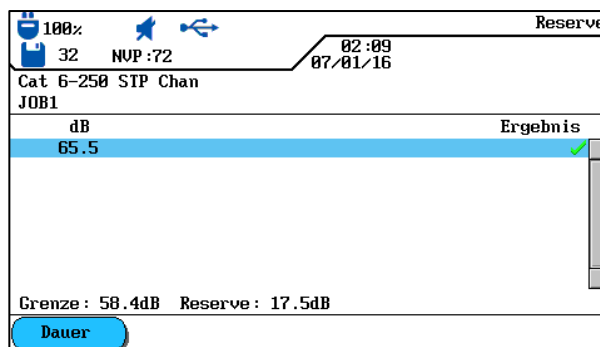 100% Reserve
32 NVP:72 02:09
07/01/16
Cat 6-250 STP Chan
JOB1
dB Ergebnis
65.5
Grenze: 58.4dB Reserve: 17.5dB
Dauer